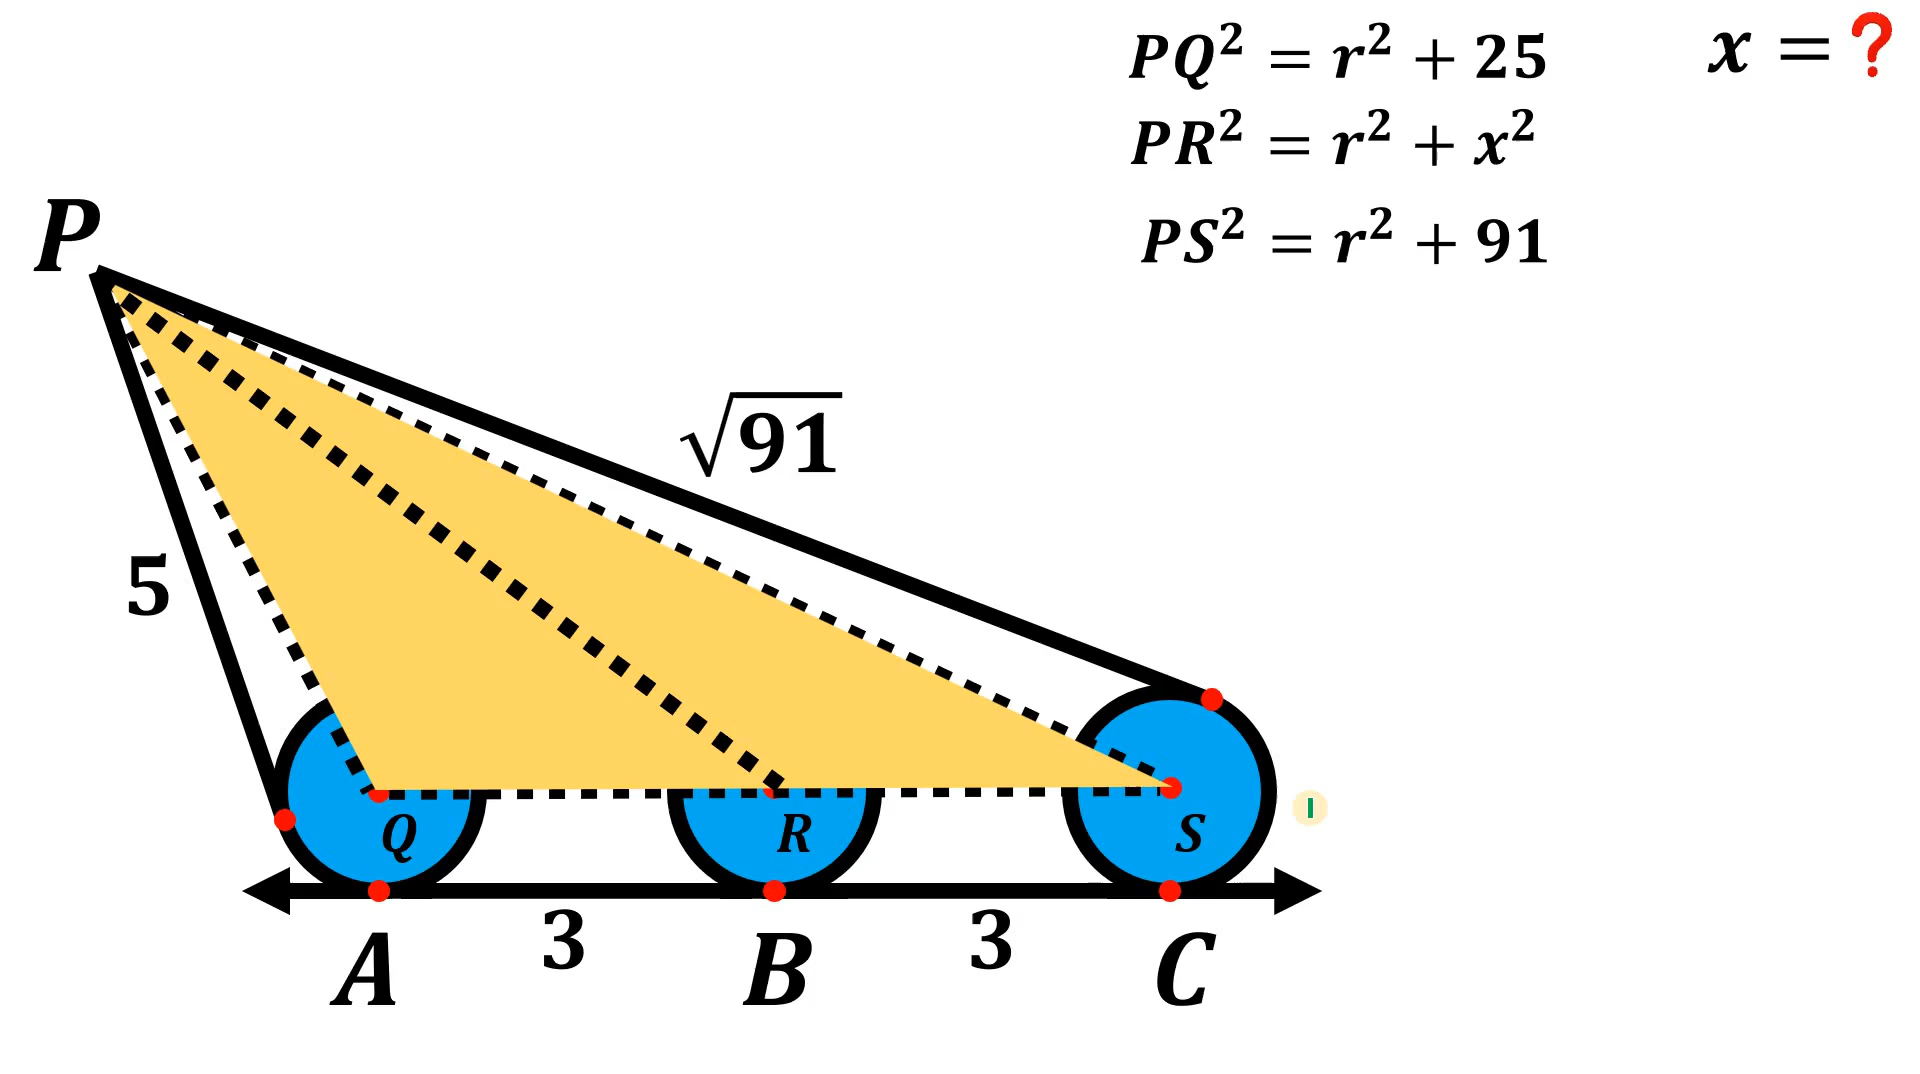 PQ² = r² + 25
x = ?
PR² = r² + x²
PS² = r² + 91
P
√91
5
Q
R
S
3
3
A
B
C